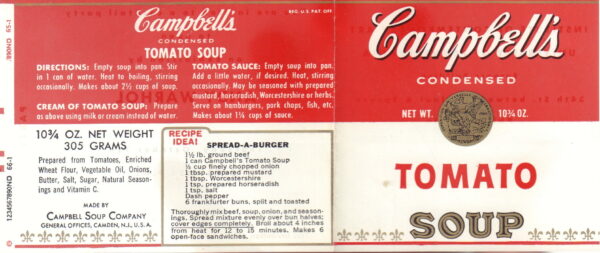 Campbell's
REG. U.S. PAT. OFF.
CONDENSED
TOMATO SOUP
DIRECTIONS: Empty soup into pan. Stir
in 1 can of water. Heat to boiling, stirring
occasionally. Makes about 2½ cups of soup.
CREAM OF TOMATO SOUP: Prepare
as above using milk or cream instead of water.
TOMATO SAUCE: Empty soup into pan.
Add a little water, if desired. Heat, stirring
occasionally. May be seasoned with prepared
mustard, horseradish, Worcestershire or herbs.
Serve on hamburgers, pork chops, fish, etc.
Makes about 1¼ cups of sauce.
10¾ OZ. NET WEIGHT
305 GRAMS
Prepared from Tomatoes, Enriched
Wheat Flour, Vegetable Oil, Onions,
Butter, Salt, Sugar, Natural Season-
ings and Vitamin C.
MADE BY
CAMPBELL SOUP COMPANY
GENERAL OFFICES, CAMDEN, N.J., U.S.A.
RECIPE
IDEA!
SPREAD-A-BURGER
1½ lb. ground beef
1 can Campbell's Tomato Soup
⅓ cup finely chopped onion
1 tbsp. prepared mustard
1 tbsp. Worcestershire
1 tsp. prepared horseradish
1 tsp. salt
Dash pepper
6 frankfurter buns, split and toasted
Thoroughly mix beef, soup, onion, and season-
ings. Spread mixture evenly over bun halves;
cover edges completely. Broil about 4 inches
from heat for 12 to 15 minutes. Makes 6
open-face sandwiches.
Campbell's
CONDENSED
NET WT. 10¾ OZ.
TOMATO
SOUP
890NO 65-1
1234567890NO 66-1